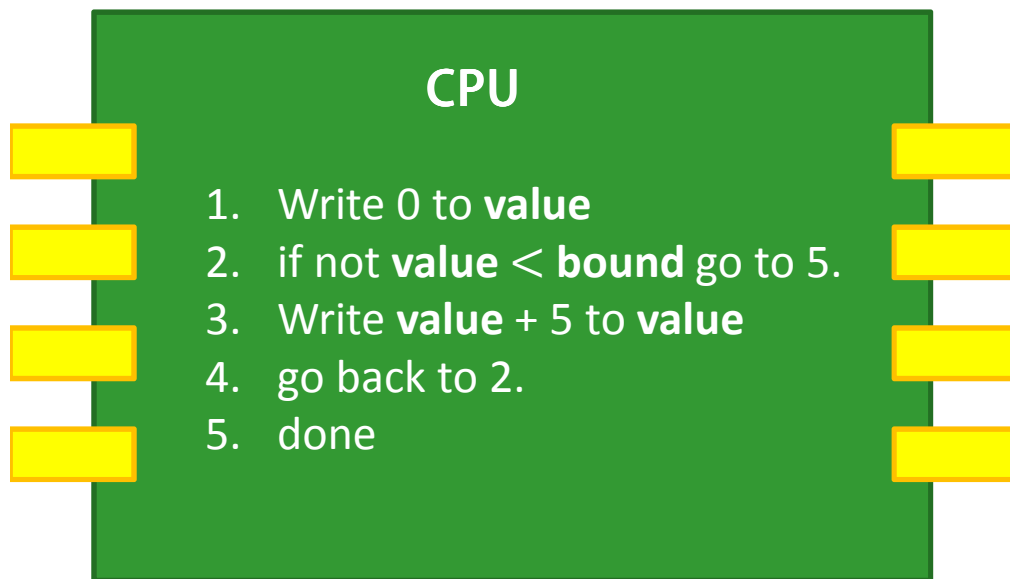 CPU
1. Write 0 to value
2. if not value < bound go to 5.
3. Write value + 5 to value
4. go back to 2.
5. done